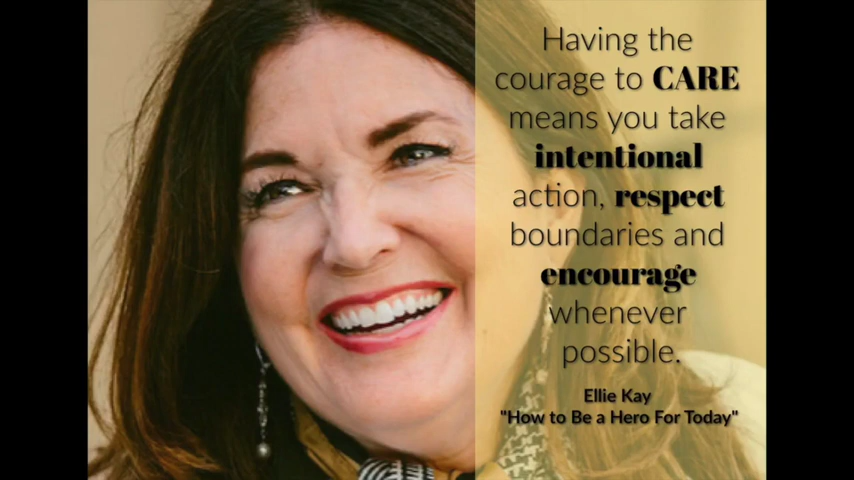 Having the
courage to CARE
means you take
intentional
action, respect
boundaries and
encourage
whenever
possible.
Ellie Kay
"How to Be a Hero For Today"